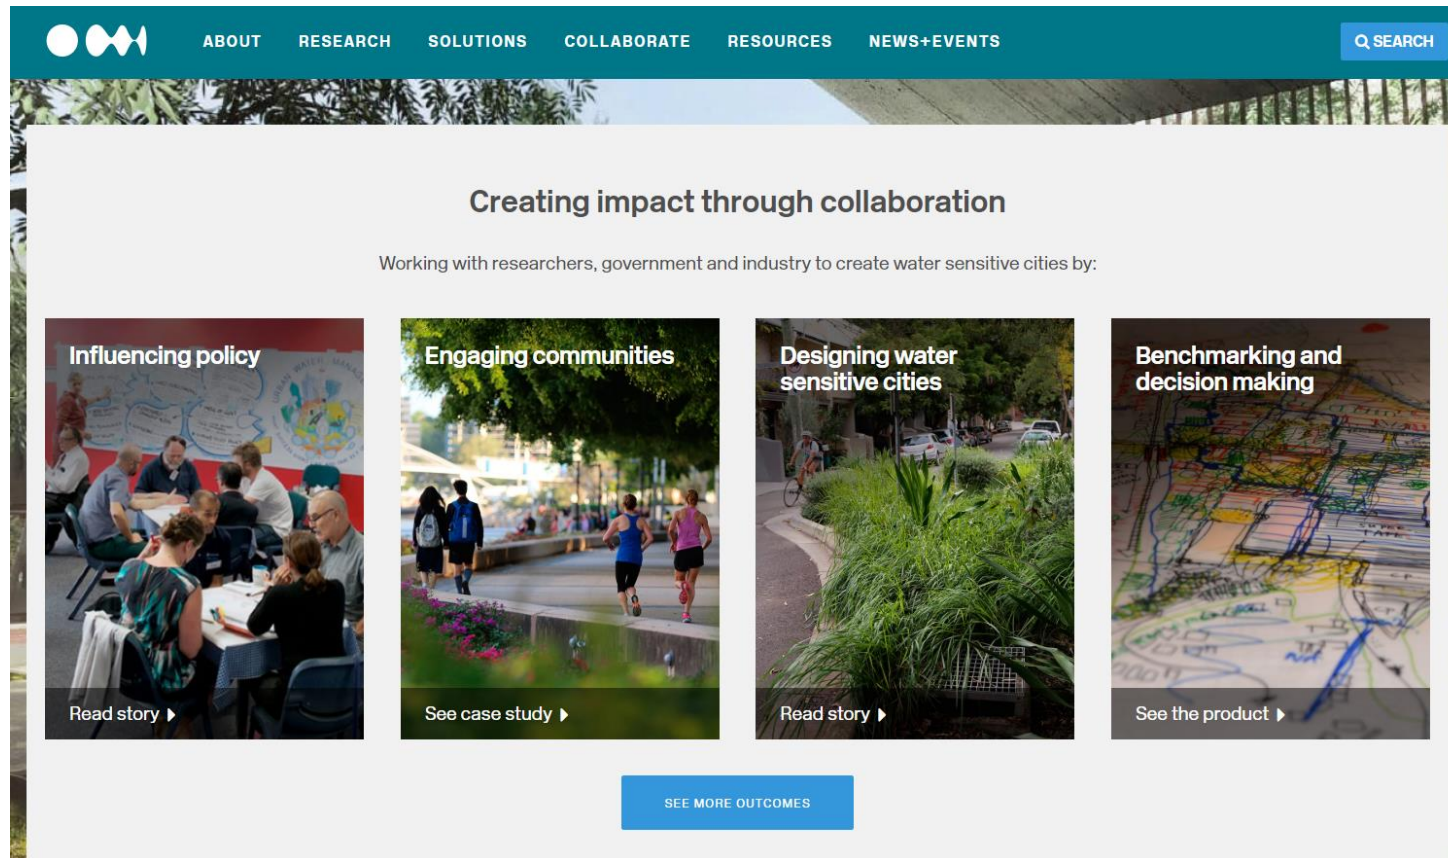 ABOUT
RESEARCH
SOLUTIONS
COLLABORATE
RESOURCES
NEWS+EVENTS
SEARCH
Creating impact through collaboration
Working with researchers, government and industry to create water sensitive cities by:
Influencing policy
URBAN WATER
Read story
Engaging communities
See case study
Designing water
sensitive cities
Read story
Benchmarking and
decision making
See the product
SEE MORE OUTCOMES